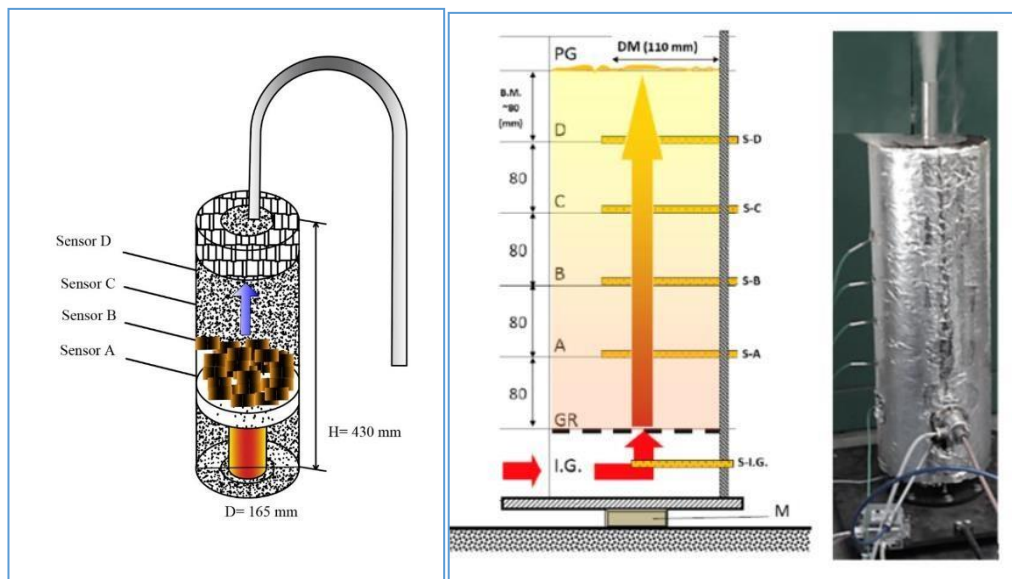 Sensor D
Sensor C
Sensor B
Sensor A
H= 430 mm
D= 165 mm
PG
DM (110 mm)
B.M.
~80
(mm)
D
S-D
80
C
S-C
80
B
S-B
80
A
S-A
80
GR
I.G.
S-I.G.
M